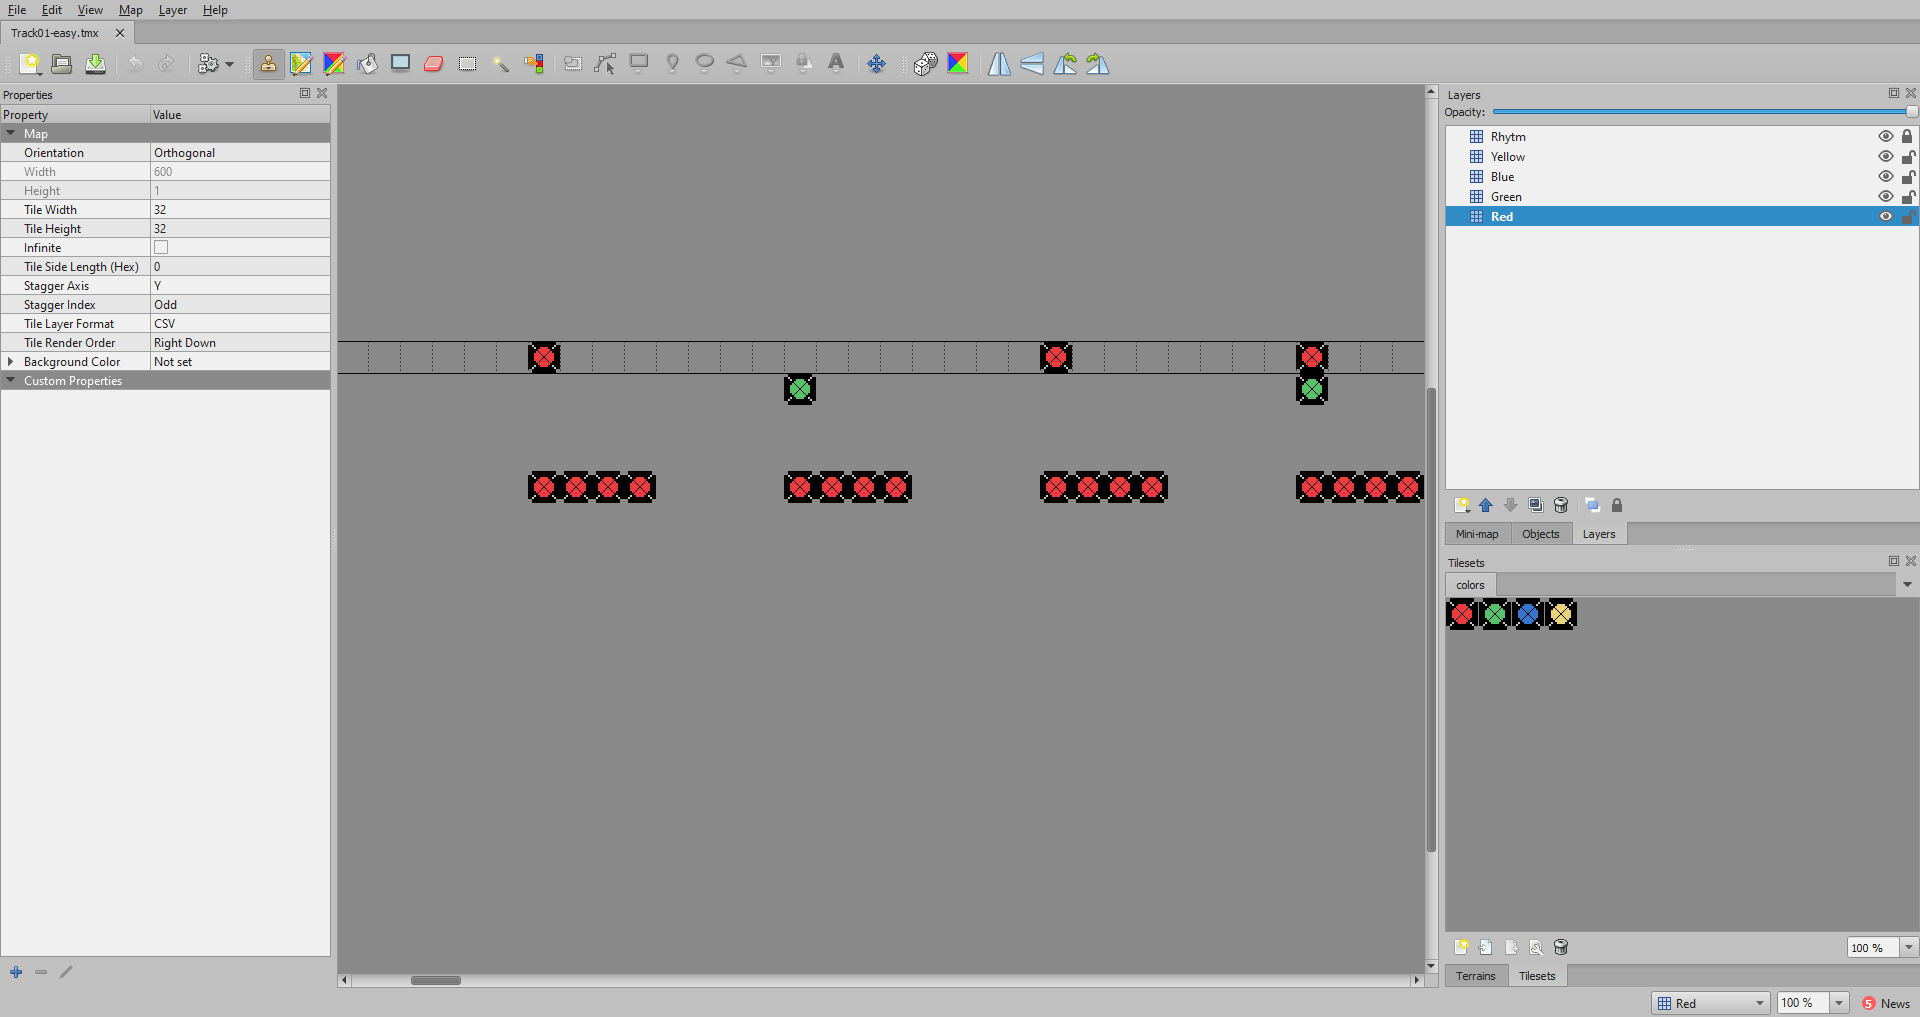 File Edit View Map Layer Help
Track01-easy.tmx
Properties
Property Value
Map
Orientation Orthogonal
Width 600
Height 1
Tile Width 32
Tile Height 32
Infinite
Tile Side Length (Hex) 0
Stagger Axis Y
Stagger Index Odd
Tile Layer Format CSV
Tile Render Order Right Down
Background Color Not set
Custom Properties
Layers
Opacity:
Rhytm
Yellow
Blue
Green
Red
Mini-map Objects Layers
Tilesets
colors
100 %
Terrains Tilesets
Red 100 % 5 News